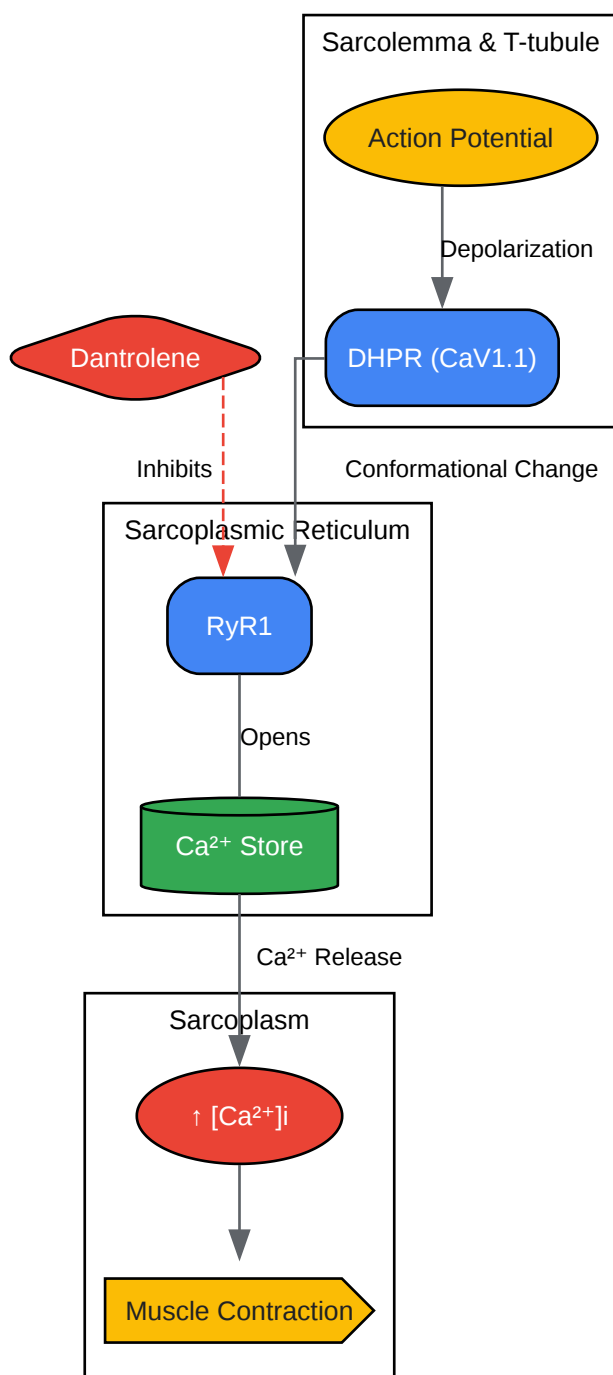 Sarcolemma & T-tubule
Action Potential
Depolarization
Dantrolene
DHPR (CaV1.1)
Inhibits
Conformational Change
Sarcoplasmic Reticulum
RyR1
Opens
Ca²⁺ Store
Ca²⁺ Release
Sarcoplasm
↑ [Ca²⁺]i
Muscle Contraction